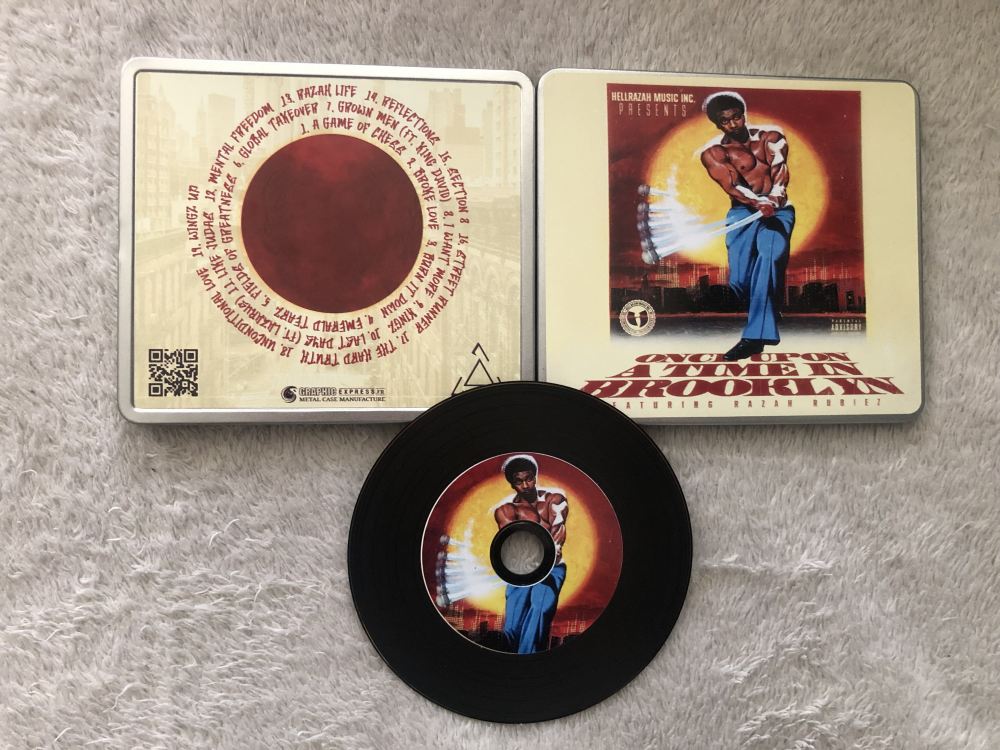 1. A GAME OF CHESS 2. BROKE LOVE 3. BURN IT DOWN 4. EMERALD TEARZ 5. FIELDS OF GREATNESS 6. GLOBAL TAKEOVER
7. GROWN MEN (FT. KING DAVID) 8. I WANT MORE 9. KINGZ 10. LAST DAYS (FT. LAZARUS) 11. LIKE JUDAS 12. MENTAL FREEDOM
13. RAZAH LIFE 14. REFLECTIONS 15. SECTION 8 16. STREET RUNNER 17. THE HARD TRUTH 18. UNCONDITIONAL LOVE 19. WINGZ UP
GRAPHIC EXPRESS
METAL CASE MANUFACTURE
HELLRAZAH MUSIC INC.
PRESENTS
PARENTAL
ADVISORY
ONCE UPON
A TIME IN
BROOKLYN
FEATURING RAZAH RUBIEZ